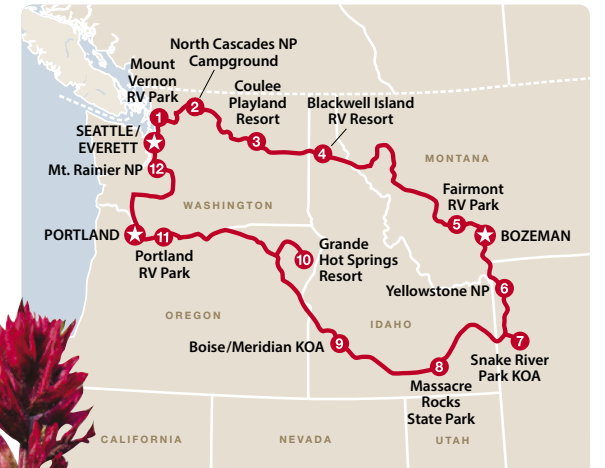 North Cascades NP
Campground
Mount
Vernon
RV Park
Coulee
Playland
Resort
Blackwell Island
RV Resort
1
2
3
4
SEATTLE/
EVERETT
Mt. Rainier NP
12
MONTANA
WASHINGTON
Fairmont
RV Park
5
BOZEMAN
PORTLAND
11
Portland
RV Park
10
Grande
Hot Springs
Resort
Yellowstone NP
6
OREGON
IDAHO
Boise/Meridian KOA
9
8
7
Snake River
Park KOA
Massacre
Rocks
State Park
CALIFORNIA
NEVADA
UTAH